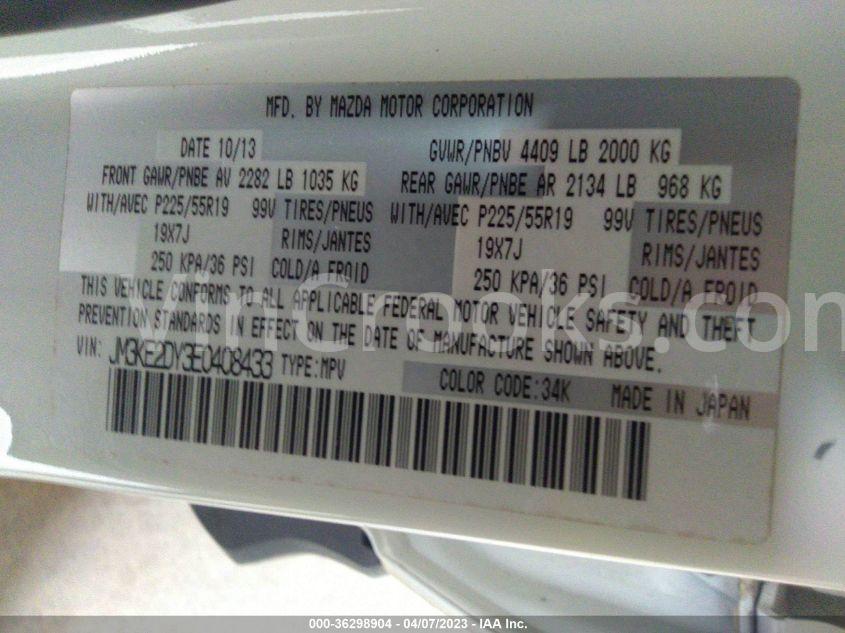 MFD. BY MAZDA MOTOR CORPORATION
DATE 10/13 GVWR/PNBV 4409 LB 2000 KG
FRONT GAWR/PNBE AV 2282 LB 1035 KG REAR GAWR/PNBE AR 2134 LB 968 KG
WITH/AVEC P225/55R19 99V TIRES/PNEUS WITH/AVEC P225/55R19 99V TIRES/PNEUS
19X7J RIMS/JANTES 19X7J RIMS/JANTES
250 KPA/36 PSI COLD/A FROID 250 KPA/36 PSI COLD/A FROID
THIS VEHICLE CONFORMS TO ALL APPLICABLE FEDERAL MOTOR VEHICLE SAFETY AND THEFT
PREVENTION STANDARDS IN EFFECT ON THE DATE OF MANUFACTURE SHOWN ABOVE.
VIN: JM3KE2DY3E0408433 TYPE:MPV
COLOR CODE:34K MADE IN JAPAN
VinCrooks.com
000-36298904 - 04/07/2023 - IAA Inc.